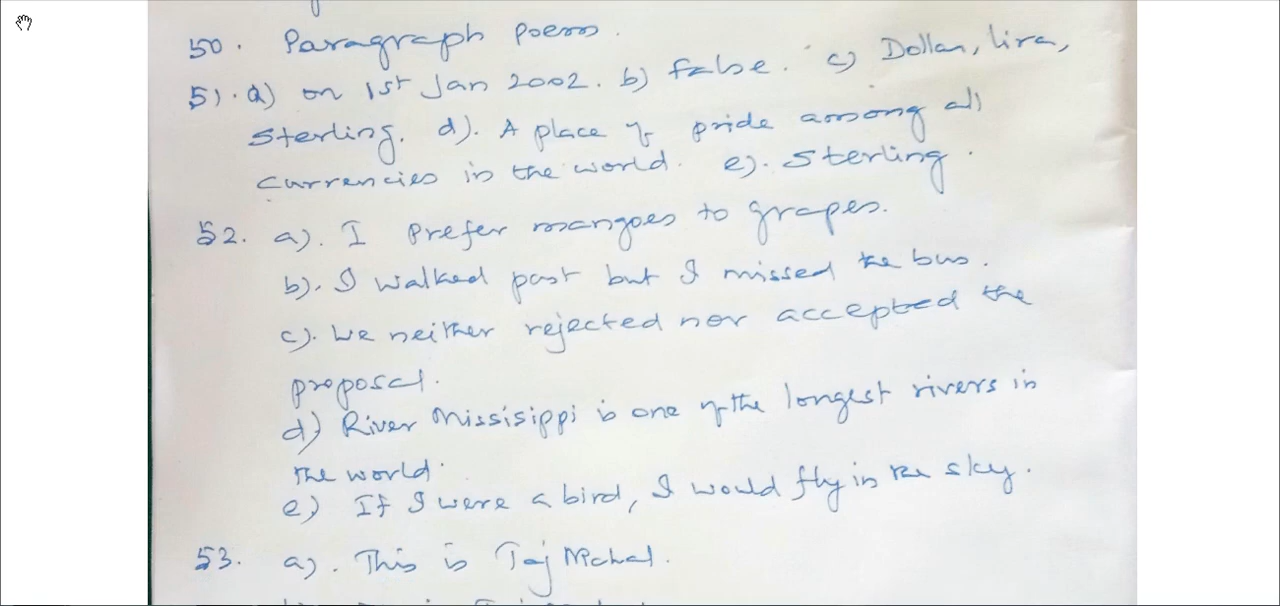 50. Paragraph Poem.
51. a) on 1st Jan 2002. b) false. c) Dollar, lira,
sterling. d). A place of pride among all
currencies in the world. e). Sterling.
52. a). I prefer mangoes to grapes.
b). I walked past but I missed the bus.
c). We neither rejected nor accepted the
proposal.
d) River Missisippi is one of the longest rivers in
the world.
e) If I were a bird, I would fly in the sky.
53. a). This is Taj Mahal.